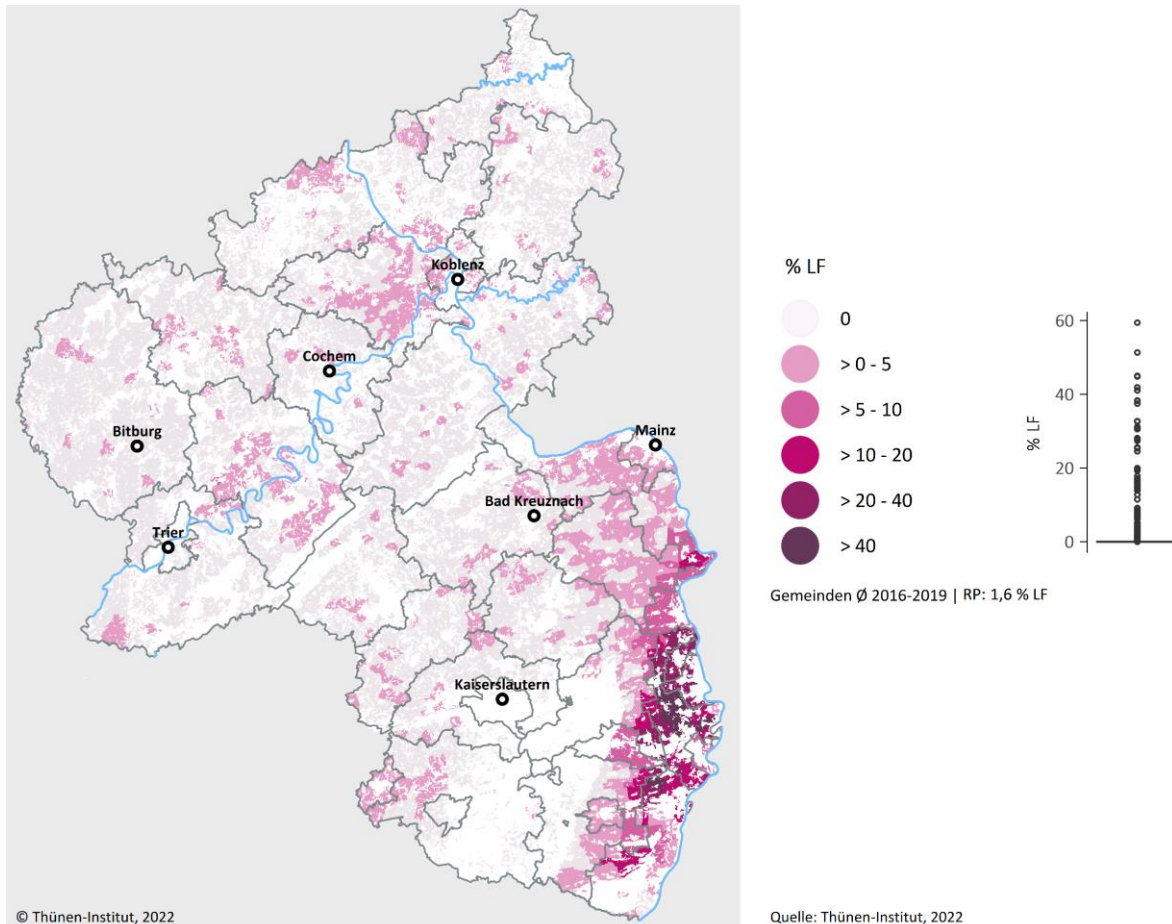 Koblenz
Cochem
Bitburg
Mainz
Bad Kreuznach
Trier
Kaiserslautern
© Thünen-Institut, 2022
% LF
0
> 0 - 5
> 5 - 10
> 10 - 20
> 20 - 40
> 40
Gemeinden Ø 2016-2019 | RP: 1,6 % LF
% LF
60
40
20
0
Quelle: Thünen-Institut, 2022